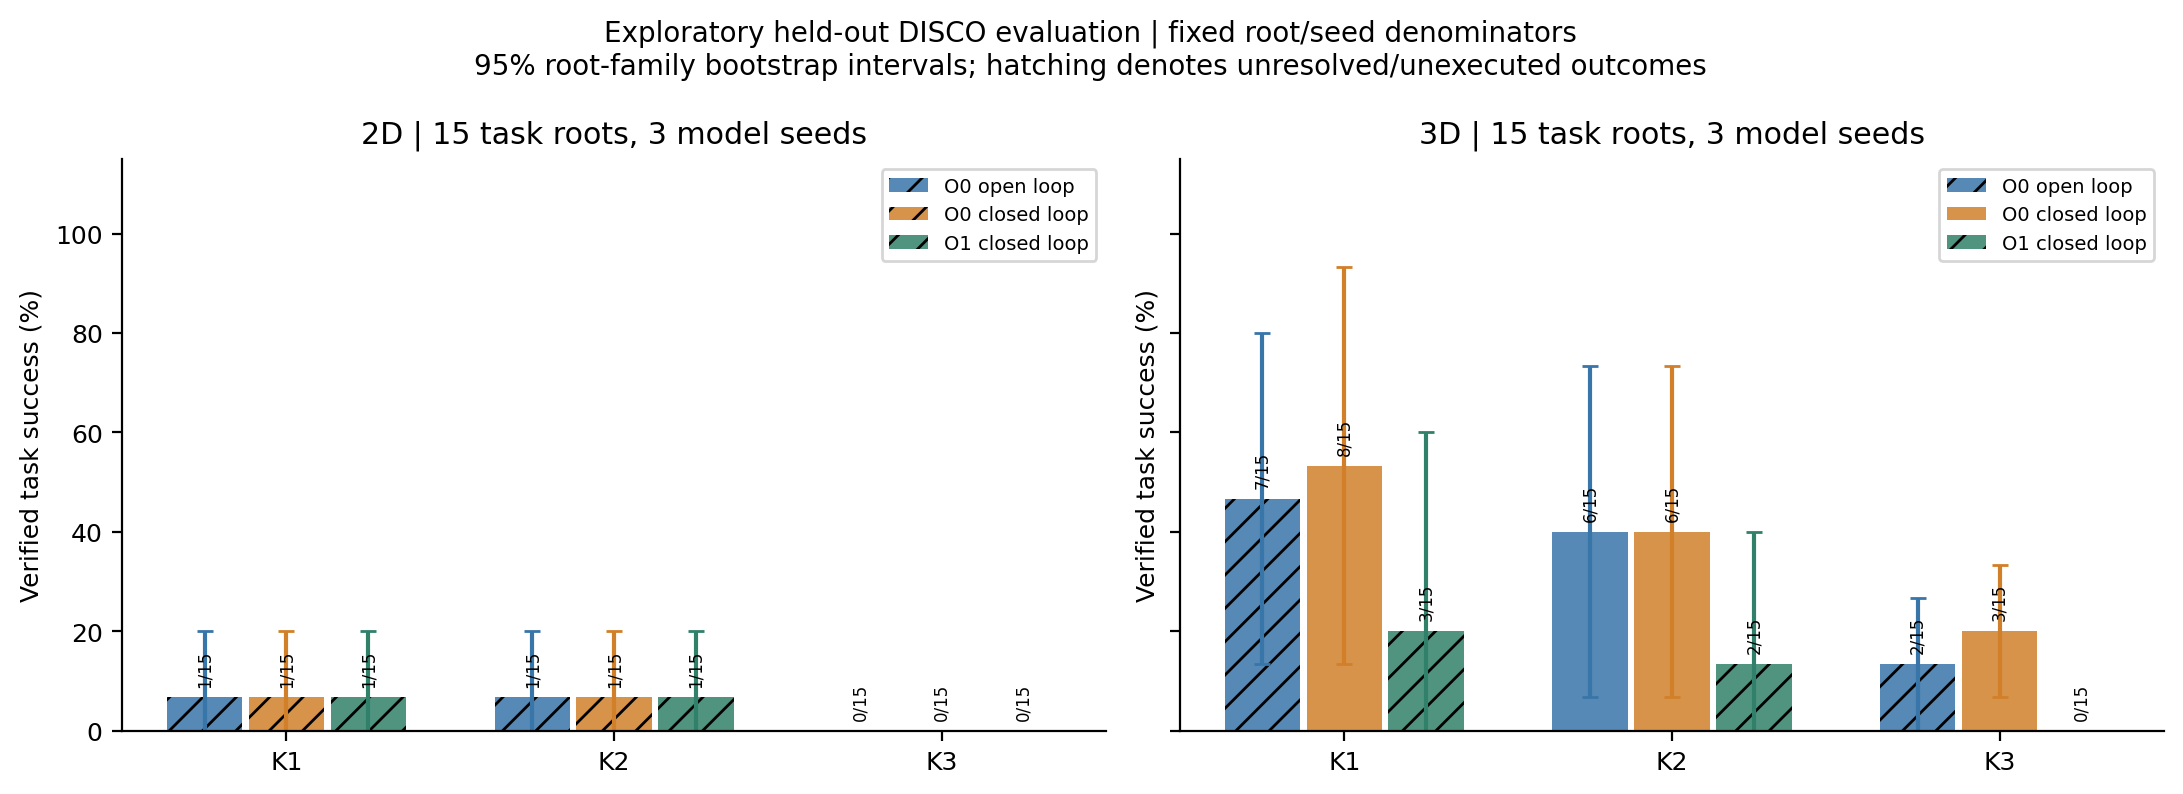 Exploratory held-out DISCO evaluation | fixed root/seed denominators
95% root-family bootstrap intervals; hatching denotes unresolved/unexecuted outcomes
2D | 15 task roots, 3 model seeds
Verified task success (%)
100
80
60
40
20
0
O0 open loop
O0 closed loop
O1 closed loop
1/15
1/15
1/15
1/15
1/15
1/15
0/15
0/15
0/15
K1
K2
K3
3D | 15 task roots, 3 model seeds
Verified task success (%)
O0 open loop
O0 closed loop
O1 closed loop
7/15
8/15
3/15
6/15
6/15
2/15
2/15
3/15
0/15
K1
K2
K3